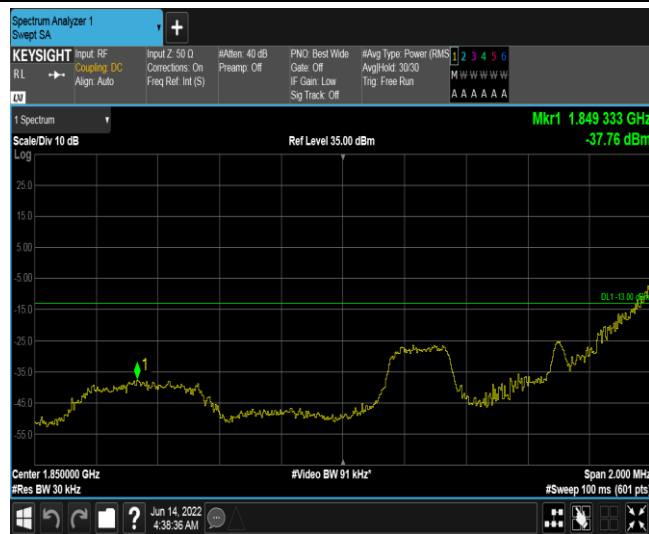 Spectrum Analyzer 1
Swept SA
+
KEYSIGHT
RL
Input: RF
Coupling: DC
Align: Auto
Input Z: 50 Ω
Corrections: On
Freq Ref: Int (S)
#Atten: 40 dB
Preamp: Off
PNO: Best Wide
Gate: Off
IF Gain: Low
Sig Track: Off
#Avg Type: Power (RMS
Avg|Hold: 30/30
Trig: Free Run
1 2 3 4 5 6
M W W W W W
A A A A A A
1 Spectrum
Scale/Div 10 dB
Ref Level 35.00 dBm
Mkr1 1.849 333 GHz
-37.76 dBm
Log
25.0
15.0
5.00
-5.00
DL1 -13.00 dBm
-15.0
-25.0
-35.0
1
-45.0
-55.0
Center 1.850000 GHz
#Video BW 91 kHz*
Span 2.000 MHz
#Res BW 30 kHz
#Sweep 100 ms (601 pts)
?
Jun 14, 2022
4:38:36 AM